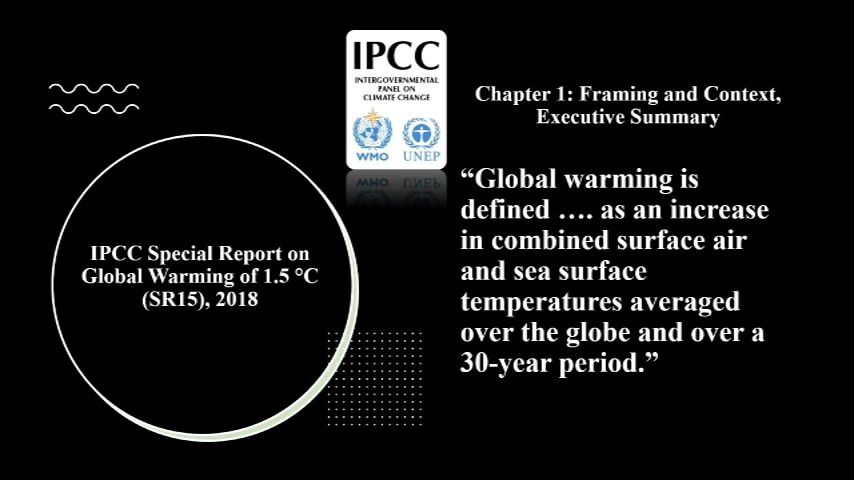 IPCC
INTERGOVERNMENTAL
PANEL ON
CLIMATE CHANGE
WMO
UNEP
Chapter 1: Framing and Context,
Executive Summary
IPCC Special Report on
Global Warming of 1.5 °C
(SR15), 2018
“Global warming is
defined …. as an increase
in combined surface air
and sea surface
temperatures averaged
over the globe and over a
30-year period.”